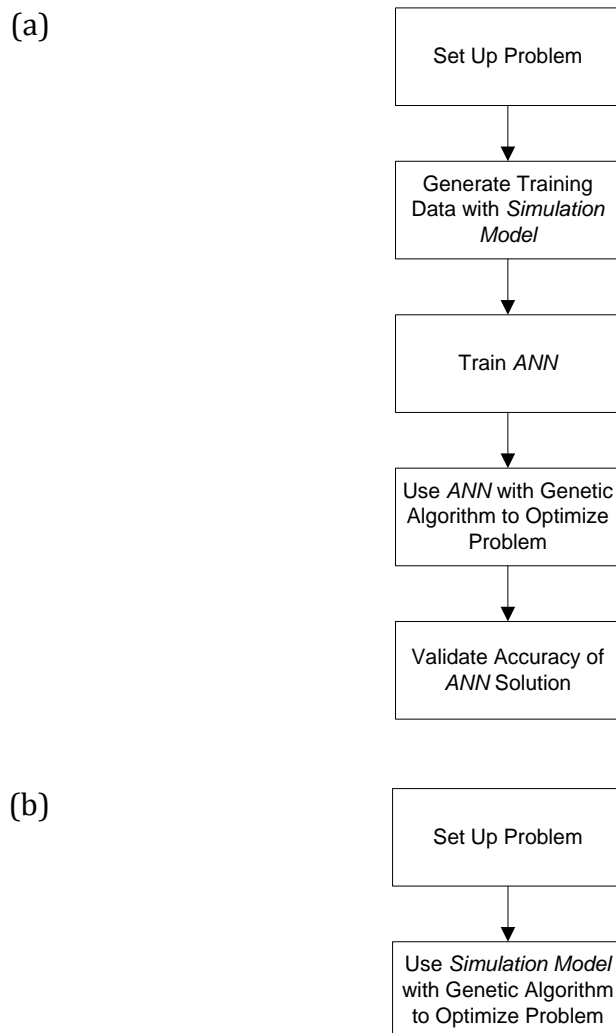 (a)
Set Up Problem
Generate Training
Data with Simulation
Model
Train ANN
Use ANN with Genetic
Algorithm to Optimize
Problem
Validate Accuracy of
ANN Solution
(b)
Set Up Problem
Use Simulation Model
with Genetic Algorithm
to Optimize Problem